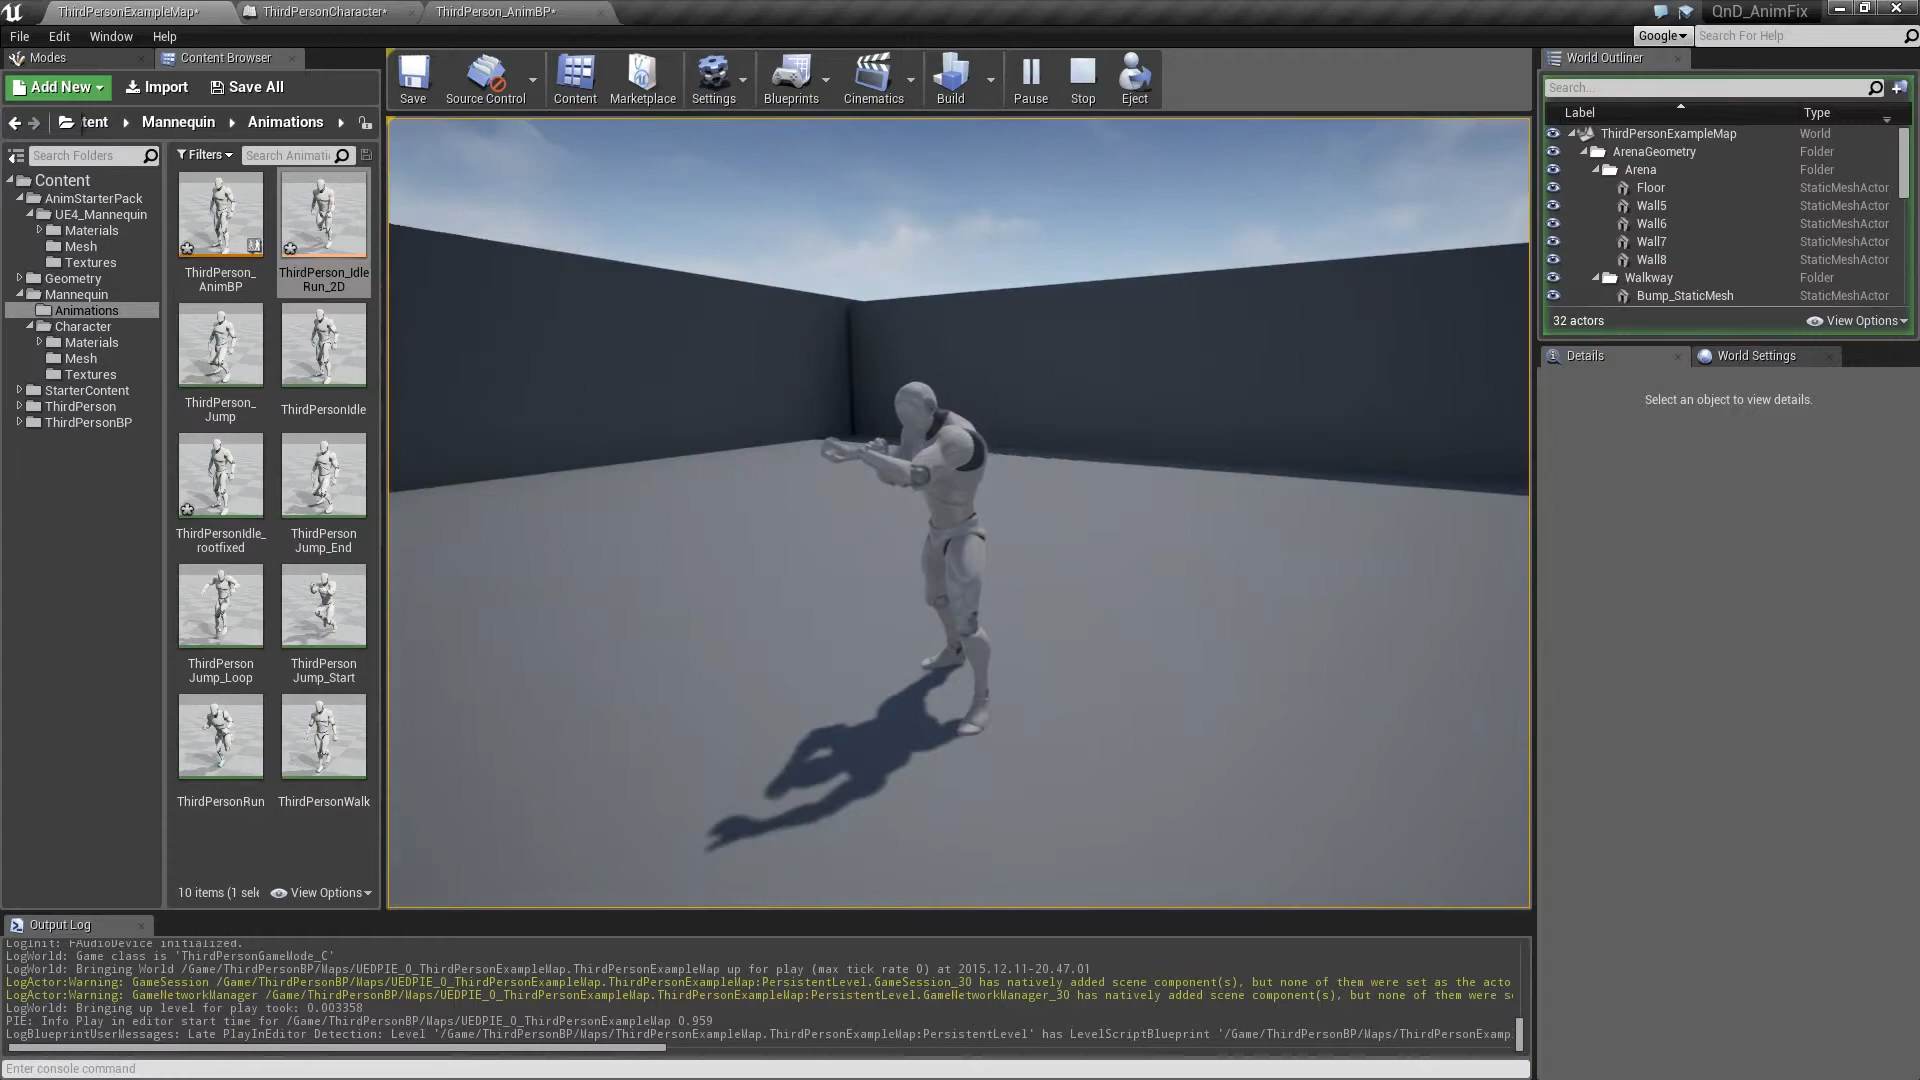 ThirdPersonExampleMap*
ThirdPersonCharacter*
ThirdPerson_AnimBP*
QnD_AnimFix
File
Edit
Window
Help
Google
Search For Help
Modes
Content Browser
World Outliner
Add New
Import
Save All
Save
Source Control
Content
Marketplace
Settings
Blueprints
Cinematics
Build
Pause
Stop
Eject
Search...
Label
Type
tent
Mannequin
Animations
Search Folders
Filters
Search Animati
Content
AnimStarterPack
UE4_Mannequin
Materials
Mesh
Textures
Geometry
Mannequin
Animations
Character
Materials
Mesh
Textures
StarterContent
ThirdPerson
ThirdPersonBP
ThirdPerson_
AnimBP
ThirdPerson_Idle
Run_2D
ThirdPerson_
Jump
ThirdPersonIdle
ThirdPersonIdle_
rootfixed
ThirdPerson
Jump_End
ThirdPerson
Jump_Loop
ThirdPerson
Jump_Start
ThirdPersonRun
ThirdPersonWalk
10 items (1 sele
View Options
ThirdPersonExampleMap World
ArenaGeometry Folder
Arena Folder
Floor StaticMeshActor
Wall5 StaticMeshActor
Wall6 StaticMeshActor
Wall7 StaticMeshActor
Wall8 StaticMeshActor
Walkway Folder
Bump_StaticMesh StaticMeshActor
32 actors
View Options
Details
World Settings
Select an object to view details.
Output Log
LogInit: FAudioDevice initialized.
LogWorld: Game class is 'ThirdPersonGameMode_C'
LogWorld: Bringing World /Game/ThirdPersonBP/Maps/UEDPIE_0_ThirdPersonExampleMap.ThirdPersonExampleMap up for play (max tick rate 0) at 2015.12.11-20.47.01
LogActor:Warning: GameSession /Game/ThirdPersonBP/Maps/UEDPIE_0_ThirdPersonExampleMap.ThirdPersonExampleMap:PersistentLevel.GameSession_30 has natively added scene component(s), but none of them were set as the acto
LogActor:Warning: GameNetworkManager /Game/ThirdPersonBP/Maps/UEDPIE_0_ThirdPersonExampleMap.ThirdPersonExampleMap:PersistentLevel.GameNetworkManager_30 has natively added scene component(s), but none of them were s
LogWorld: Bringing up level for play took: 0.003358
PIE: Info Play in editor start time for /Game/ThirdPersonBP/Maps/UEDPIE_0_ThirdPersonExampleMap 0.959
LogBlueprintUserMessages: Late PlayInEditor Detection: Level '/Game/ThirdPersonBP/Maps/ThirdPersonExampleMap.ThirdPersonExampleMap:PersistentLevel' has LevelScriptBlueprint '/Game/ThirdPersonBP/Maps/ThirdPersonExamp
Enter console command